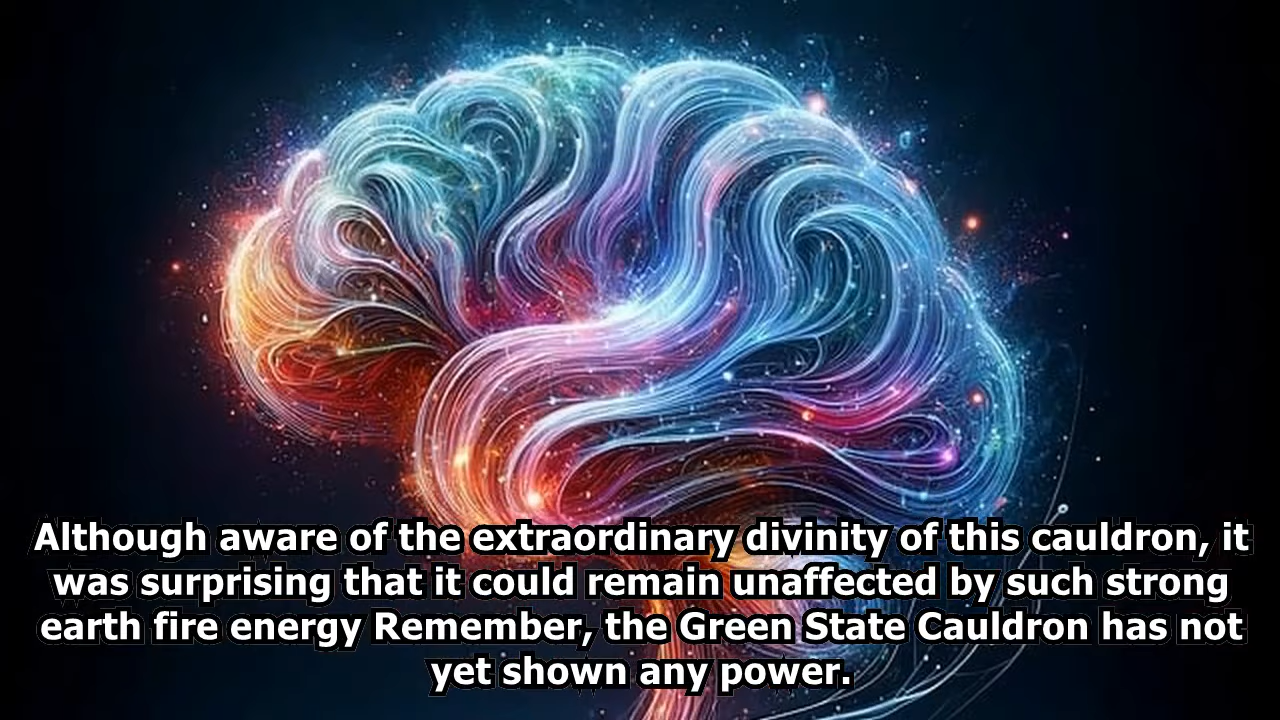 Although aware of the extraordinary divinity of this cauldron, it
was surprising that it could remain unaffected by such strong
earth fire energy Remember, the Green State Cauldron has not
yet shown any power.